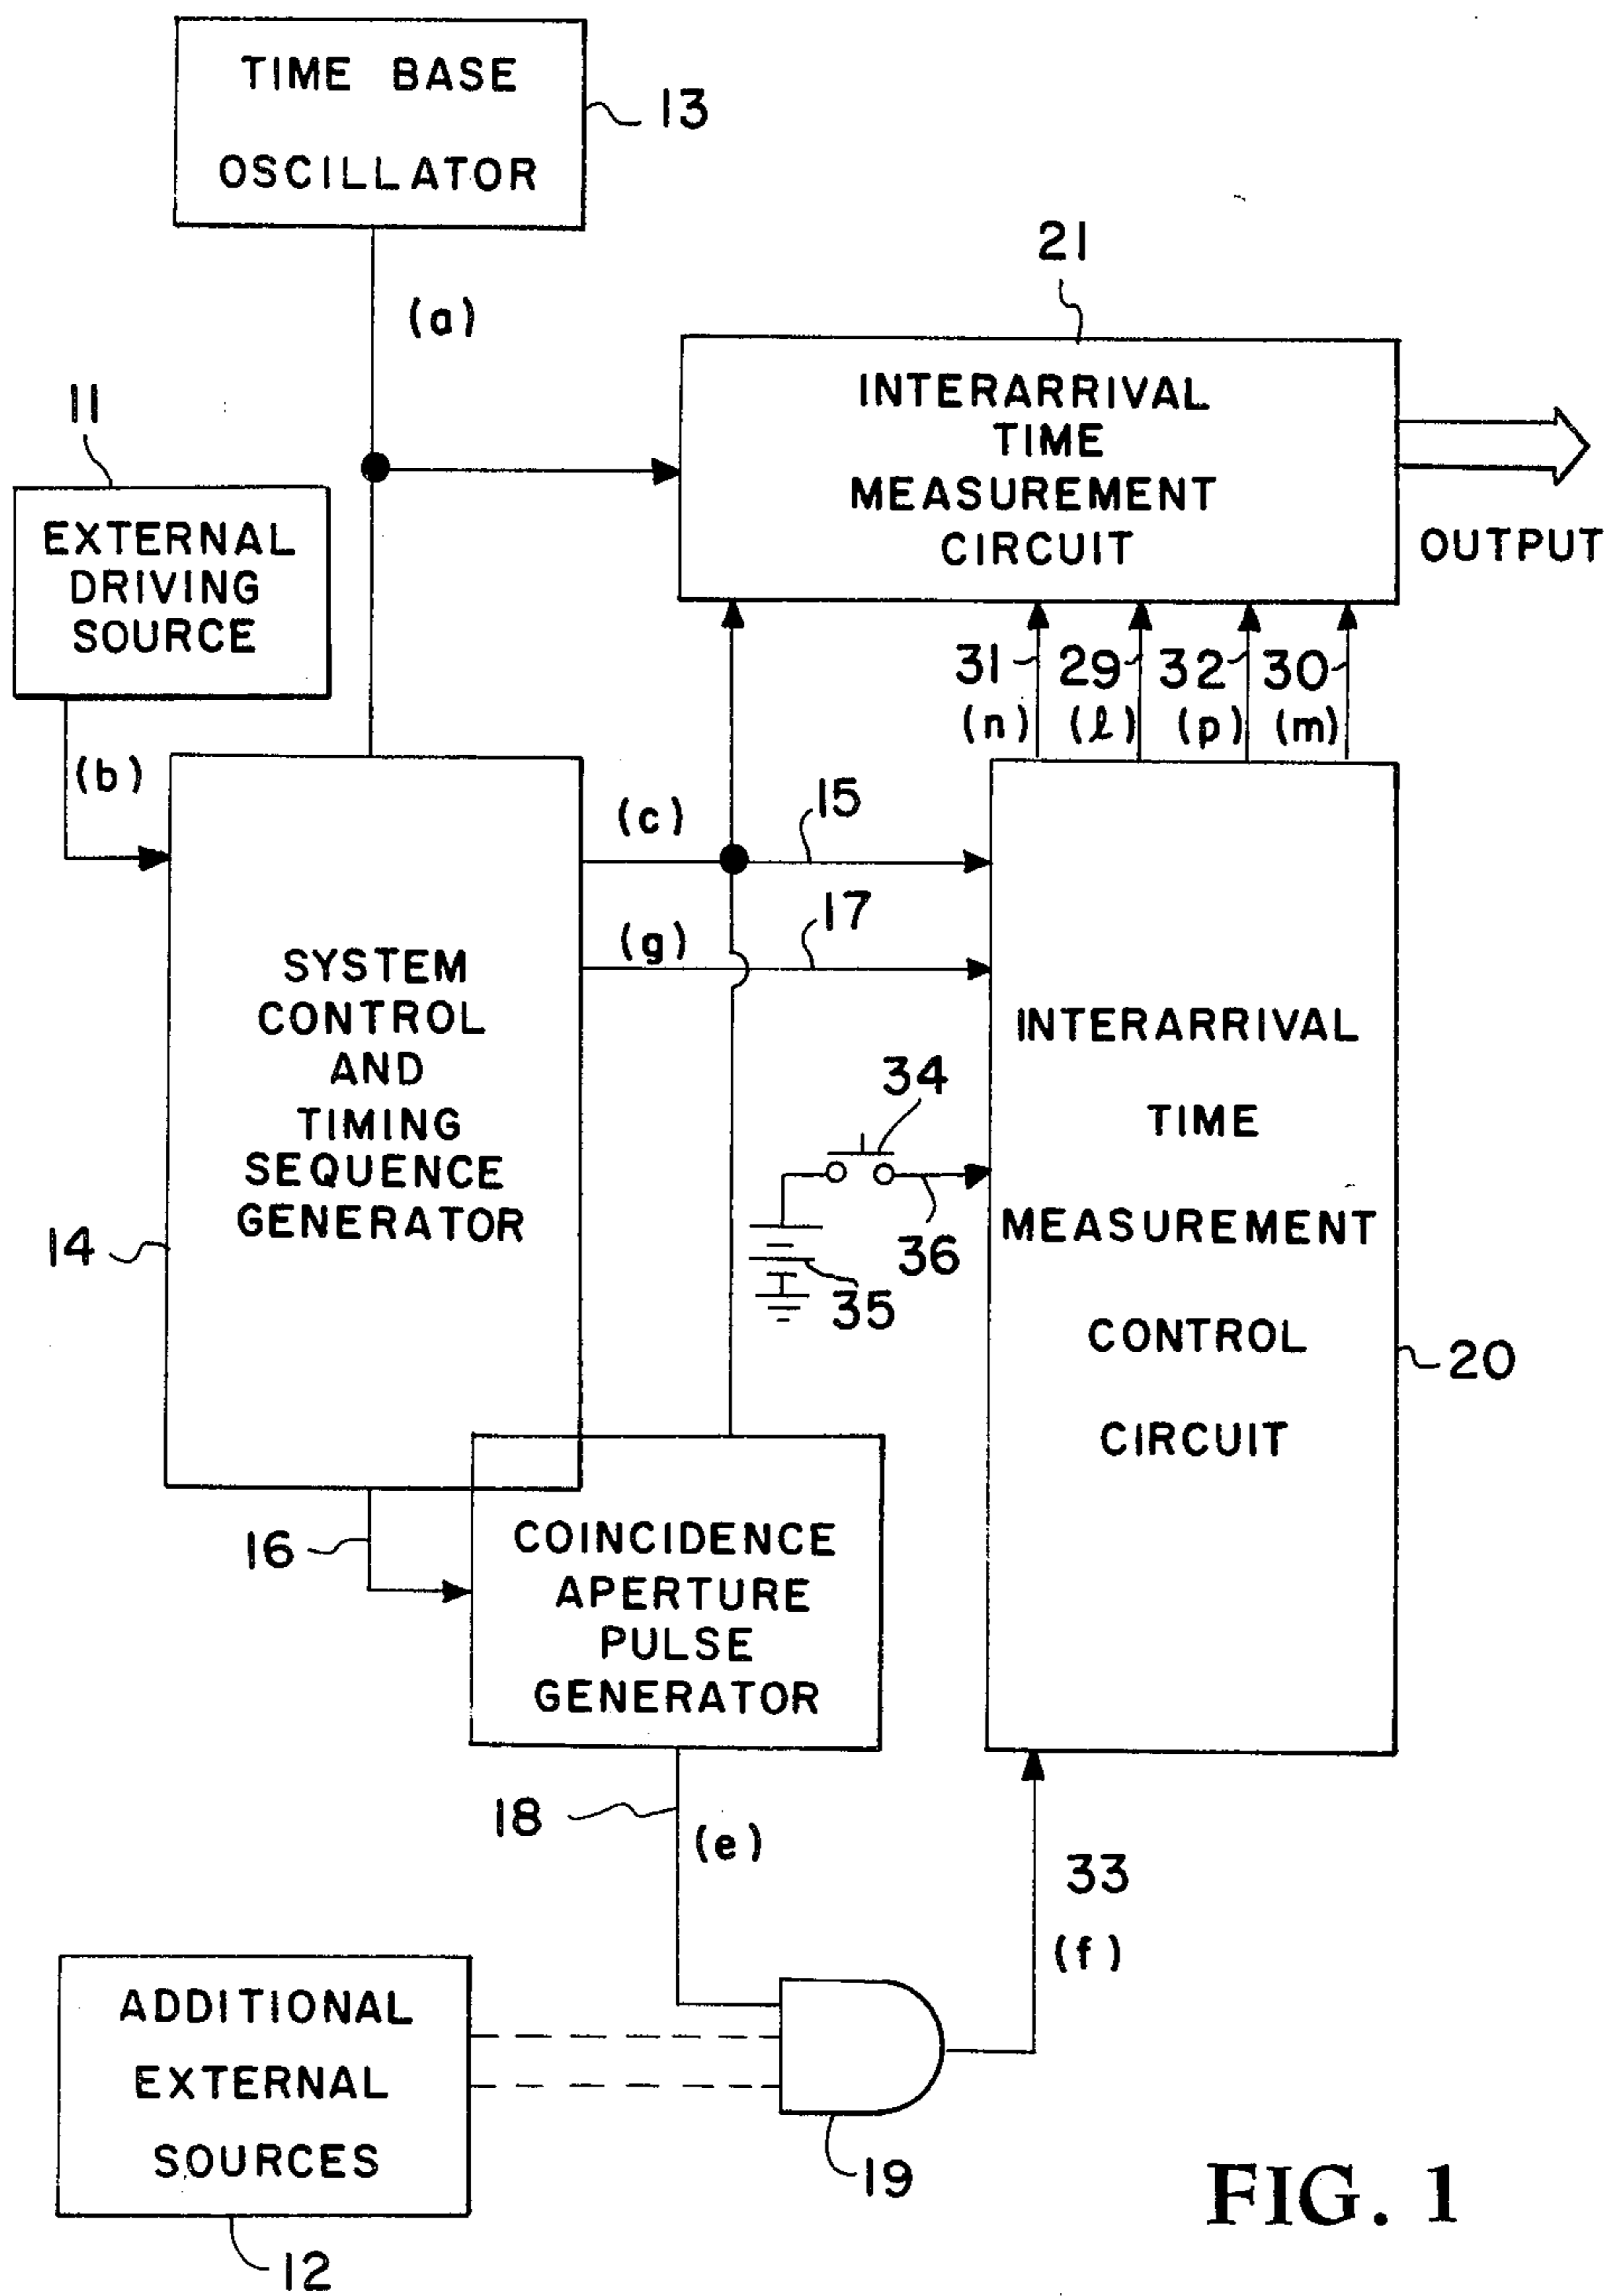 TIME BASE
OSCILLATOR
13
(a)
21
INTERARRIVAL
TIME
MEASUREMENT
CIRCUIT
OUTPUT
11
EXTERNAL
DRIVING
SOURCE
(b)
31 29 32 30
(n) (l) (p) (m)
(c)
15
(g)
17
SYSTEM
CONTROL
AND
TIMING
SEQUENCE
GENERATOR
14
34
36
35
INTERARRIVAL
TIME
MEASUREMENT
CONTROL
CIRCUIT
20
16
COINCIDENCE
APERTURE
PULSE
GENERATOR
18
(e)
33
(f)
ADDITIONAL
EXTERNAL
SOURCES
12
19
FIG. 1